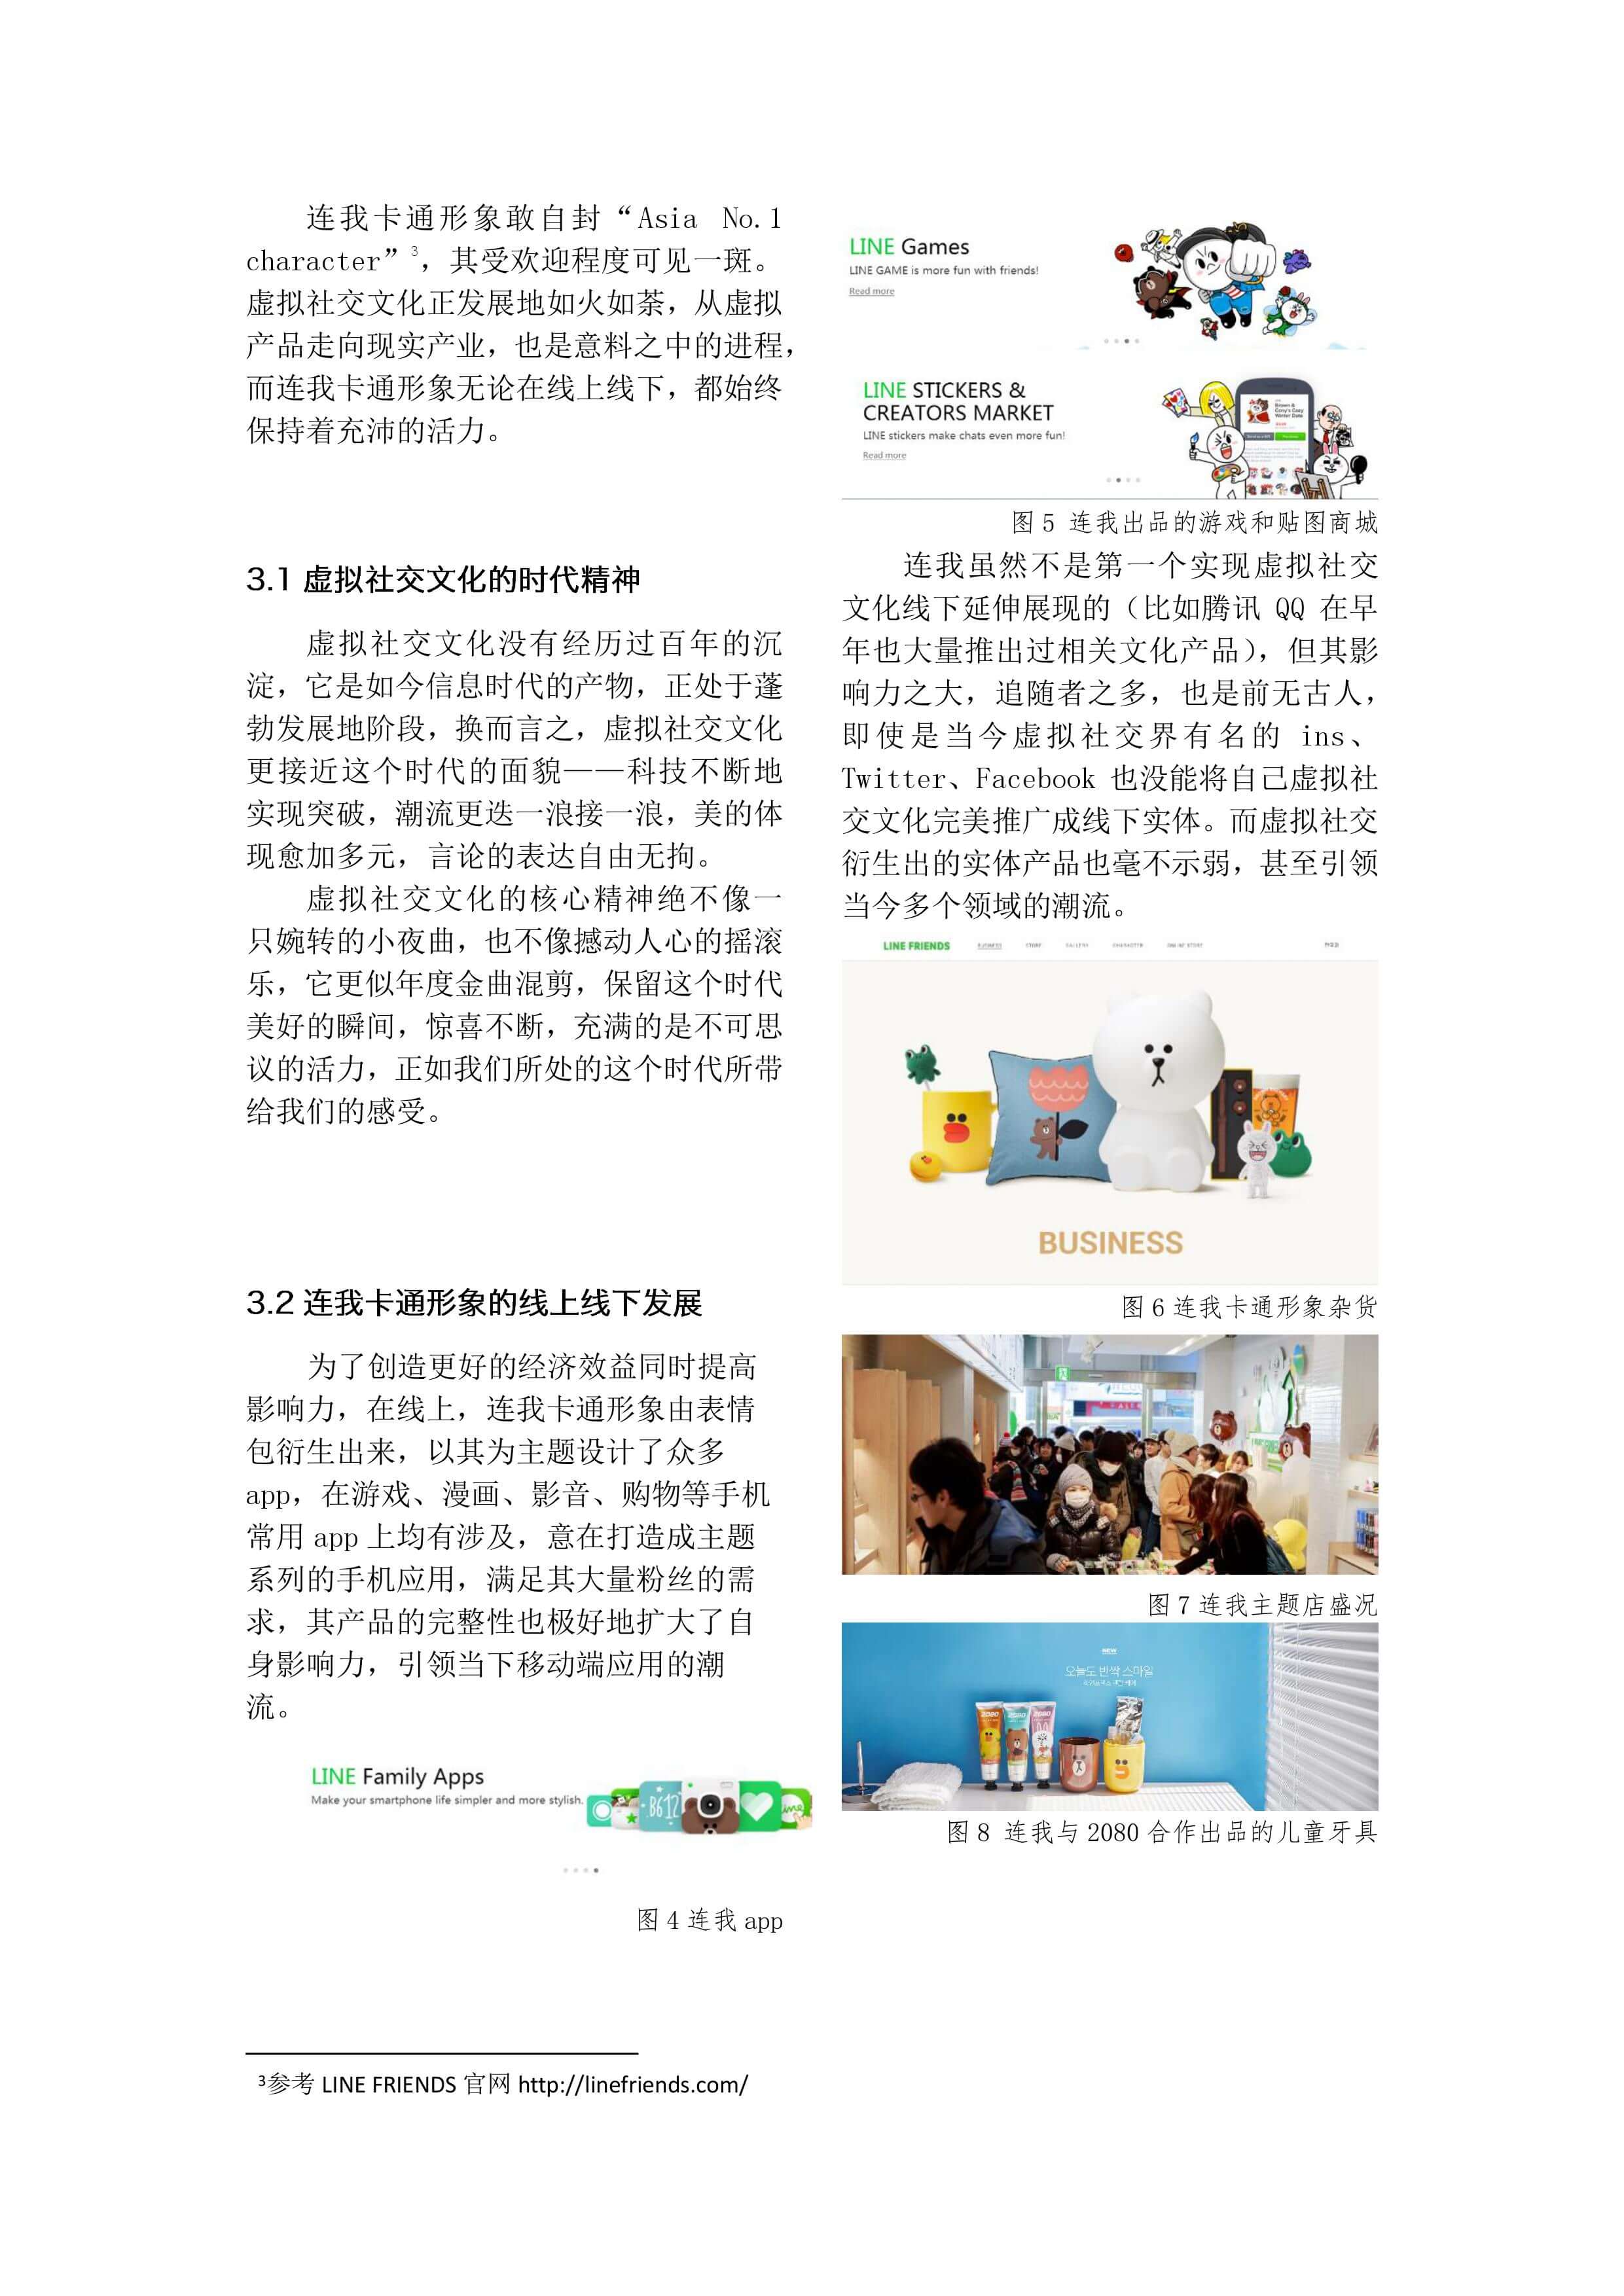 连我卡通形象敢自封“Asia No.1
character”3，其受欢迎程度可见一斑。
虚拟社交文化正发展地如火如荼，从虚拟
产品走向现实产业，也是意料之中的进程，
而连我卡通形象无论在线上线下，都始终
保持着充沛的活力。
3.1 虚拟社交文化的时代精神
虚拟社交文化没有经历过百年的沉
淀，它是如今信息时代的产物，正处于蓬
勃发展地阶段，换而言之，虚拟社交文化
更接近这个时代的面貌——科技不断地
实现突破，潮流更迭一浪接一浪，美的体
现愈加多元，言论的表达自由无拘。
虚拟社交文化的核心精神绝不像一
只婉转的小夜曲，也不像撼动人心的摇滚
乐，它更似年度金曲混剪，保留这个时代
美好的瞬间，惊喜不断，充满的是不可思
议的活力，正如我们所处的这个时代所带
给我们的感受。
3.2 连我卡通形象的线上线下发展
为了创造更好的经济效益同时提高
影响力，在线上，连我卡通形象由表情
包衍生出来，以其为主题设计了众多
app，在游戏、漫画、影音、购物等手机
常用 app 上均有涉及，意在打造成主题
系列的手机应用，满足其大量粉丝的需
求，其产品的完整性也极好地扩大了自
身影响力，引领当下移动端应用的潮
流。
LINE Family Apps
Make your smartphone life simpler and more stylish.
B612
图 4 连我 app
LINE Games
LINE GAME is more fun with friends!
Read more
LINE STICKERS &
CREATORS MARKET
LINE stickers make chats even more fun!
Read more
Brown &
Cony's Cozy
Winter Date
图 5 连我出品的游戏和贴图商城
连我虽然不是第一个实现虚拟社交
文化线下延伸展现的（比如腾讯 QQ 在早
年也大量推出过相关文化产品），但其影
响力之大，追随者之多，也是前无古人，
即使是当今虚拟社交界有名的 ins、
Twitter、Facebook 也没能将自己虚拟社
交文化完美推广成线下实体。而虚拟社交
衍生出的实体产品也毫不示弱，甚至引领
当今多个领域的潮流。
LINE FRIENDS BUSINESS STORY GALLERY CHARACTER ONLINE STORE
BUSINESS
图 6 连我卡通形象杂货
图 7 连我主题店盛况
NEW
오늘도 반짝 스마일
2080 2080 2080
图 8 连我与 2080 合作出品的儿童牙具
3参考 LINE FRIENDS 官网 http://linefriends.com/